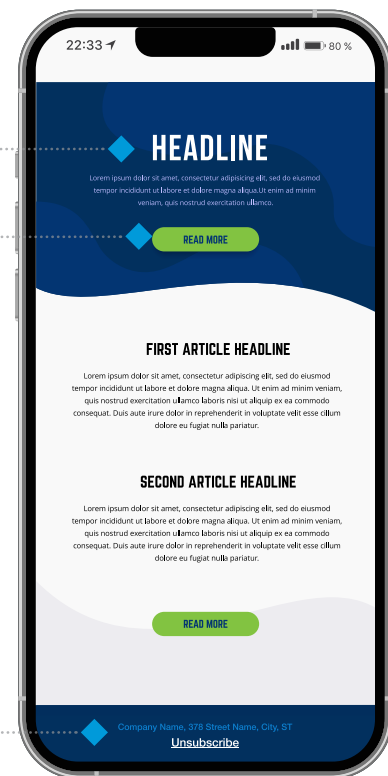 22:33
80 %
HEADLINE
Lorem ipsum dolor sit amet, consectetur adipisicing elit, sed do eiusmod
tempor incididunt ut labore et dolore magna aliqua.Ut enim ad minim
veniam, quis nostrud exercitation ullamco.
READ MORE
FIRST ARTICLE HEADLINE
Lorem ipsum dolor sit amet, consectetur adipiscing elit, sed do eiusmod
tempor incididunt ut labore et dolore magna aliqua. Ut enim ad minim veniam,
quis nostrud exercitation ullamco laboris nisi ut aliquip ex ea commodo
consequat. Duis aute irure dolor in reprehenderit in voluptate velit esse cillum
dolore eu fugiat nulla pariatur.
SECOND ARTICLE HEADLINE
Lorem ipsum dolor sit amet, consectetur adipiscing elit, sed do eiusmod
tempor incididunt ut labore et dolore magna aliqua. Ut enim ad minim veniam,
quis nostrud exercitation ullamco laboris nisi ut aliquip ex ea commodo
consequat. Duis aute irure dolor in reprehenderit in voluptate velit esse cillum
dolore eu fugiat nulla pariatur.
READ MORE
Company Name, 378 Street Name, City, ST
Unsubscribe